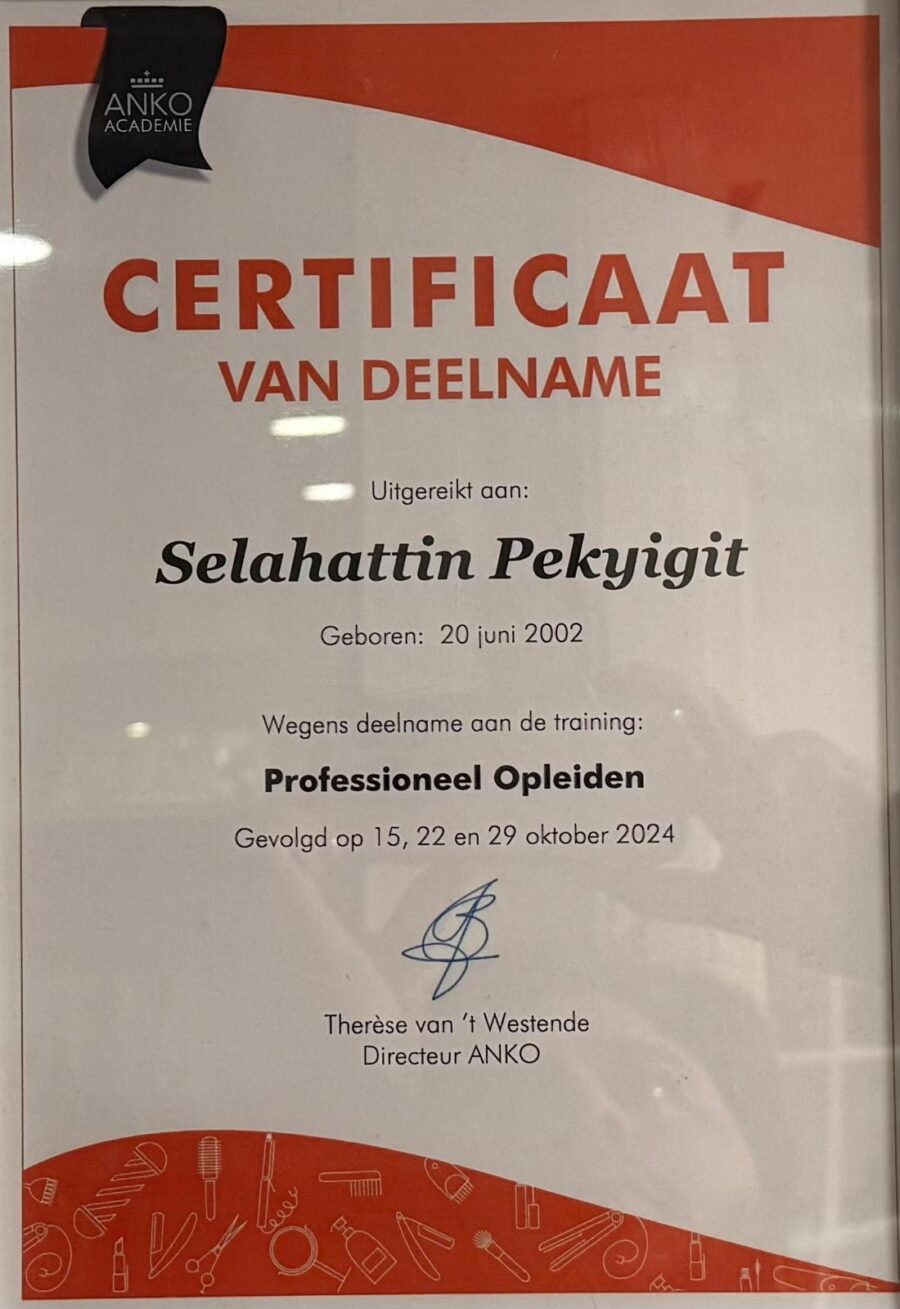 ANKO
ACADEMIE
CERTIFICAAT
VAN DEELNAME
Uitgereikt aan:
Selahattin Pekyigit
Geboren: 20 juni 2002
Wegens deelname aan de training:
Professioneel Opleiden
Gevolgd op 15, 22 en 29 oktober 2024
Therèse van 't Westende
Directeur ANKO